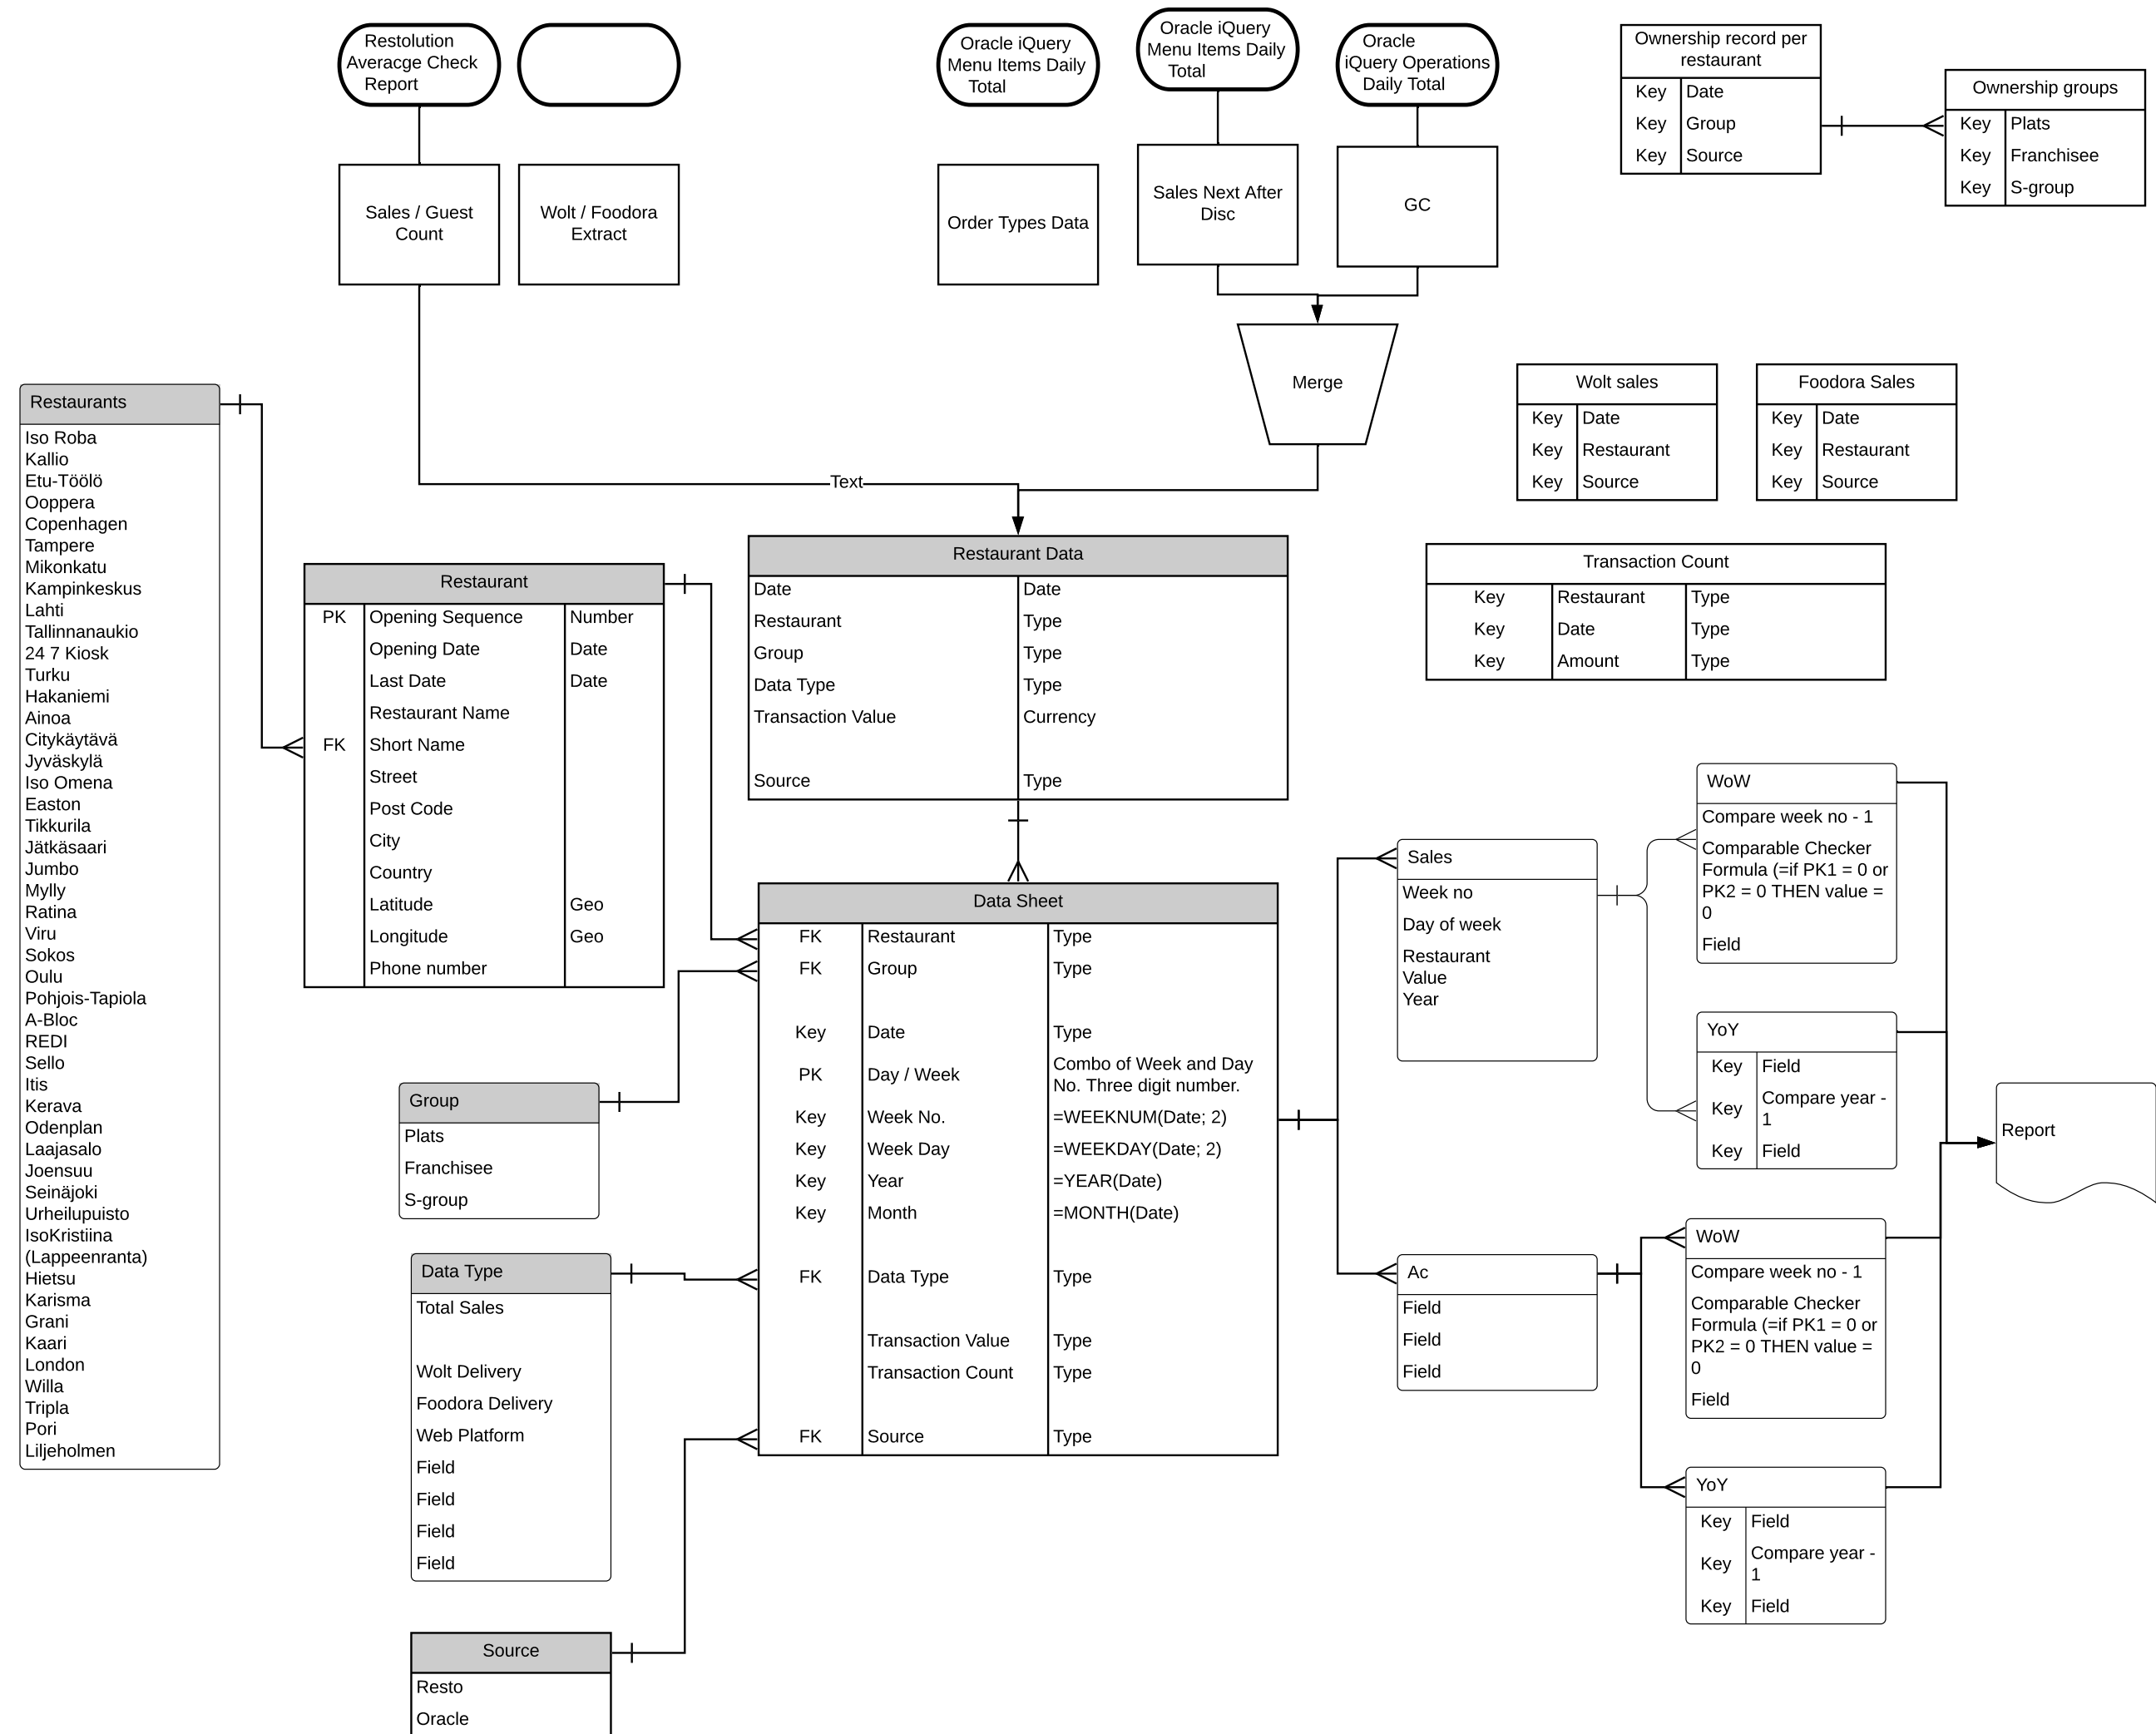 Restolution
Averacge Check
Report
Oracle iQuery
Menu Items Daily
Total
Oracle iQuery
Menu Items Daily
Total
Oracle
iQuery Operations
Daily Total
Ownership record per
restaurant
Key Date
Key Group
Key Source
Ownership groups
Key Plats
Key Franchisee
Key S-group
Sales / Guest
Count
Wolt / Foodora
Extract
Order Types Data
Sales Next After
Disc
GC
Merge
Text
Wolt sales
Key Date
Key Restaurant
Key Source
Foodora Sales
Key Date
Key Restaurant
Key Source
Restaurants
Iso Roba
Kallio
Etu-Töölö
Ooppera
Copenhagen
Tampere
Mikonkatu
Kampinkeskus
Lahti
Tallinnanaukio
24 7 Kiosk
Turku
Hakaniemi
Ainoa
Citykäytävä
Jyväskylä
Iso Omena
Easton
Tikkurila
Jätkäsaari
Jumbo
Mylly
Ratina
Viru
Sokos
Oulu
Pohjois-Tapiola
A-Bloc
REDI
Sello
Itis
Kerava
Odenplan
Laajasalo
Joensuu
Seinäjoki
Urheilupuisto
IsoKristiina
(Lappeenranta)
Hietsu
Karisma
Grani
Kaari
London
Willa
Tripla
Pori
Liljeholmen
Restaurant
PK Opening Sequence Number
Opening Date Date
Last Date Date
Restaurant Name
FK Short Name
Street
Post Code
City
Country
Latitude Geo
Longitude Geo
Phone number
Restaurant Data
Date Date
Restaurant Type
Group Type
Data Type Type
Transaction Value Currency
Source Type
Transaction Count
Key Restaurant Type
Key Date Type
Key Amount Type
Data Sheet
FK Restaurant Type
FK Group Type
Key Date Type
PK Day / Week Combo of Week and Day
No. Three digit number.
Key Week No. =WEEKNUM(Date; 2)
Key Week Day =WEEKDAY(Date; 2)
Key Year =YEAR(Date)
Key Month =MONTH(Date)
FK Data Type Type
Transaction Value Type
Transaction Count Type
FK Source Type
Group
Plats
Franchisee
S-group
Data Type
Total Sales
Wolt Delivery
Foodora Delivery
Web Platform
Field
Field
Field
Field
Source
Resto
Oracle
Sales
Week no
Day of week
Restaurant
Value
Year
WoW
Compare week no - 1
Comparable Checker
Formula (=if PK1 = 0 or
PK2 = 0 THEN value =
0
Field
YoY
Key Field
Key Compare year -
1
Key Field
Report
Ac
Field
Field
Field
WoW
Compare week no - 1
Comparable Checker
Formula (=if PK1 = 0 or
PK2 = 0 THEN value =
0
Field
YoY
Key Field
Key Compare year -
1
Key Field